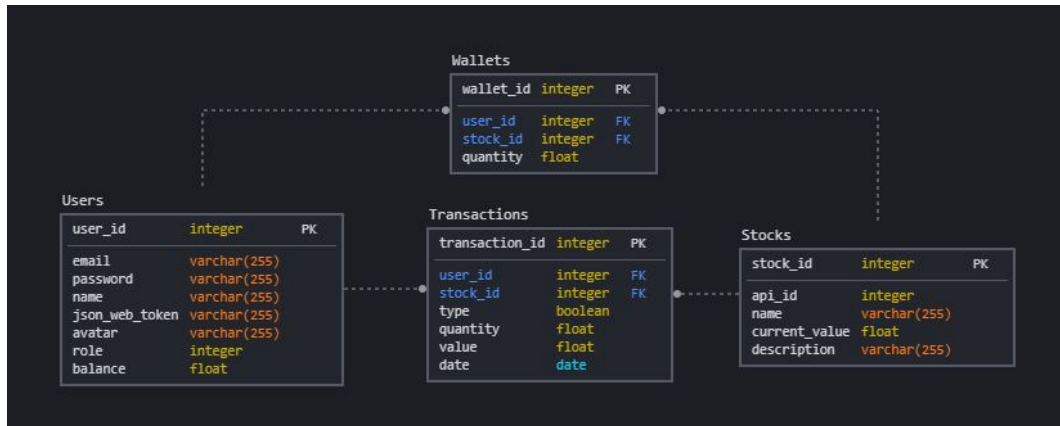 Wallets
wallet_id integer PK
user_id integer FK
stock_id integer FK
quantity float
Users
user_id integer PK
email varchar(255)
password varchar(255)
name varchar(255)
json_web_token varchar(255)
avatar varchar(255)
role integer
balance float
Transactions
transaction_id integer PK
user_id integer FK
stock_id integer FK
type boolean
quantity float
value float
date date
Stocks
stock_id integer PK
api_id integer
name varchar(255)
current_value float
description varchar(255)